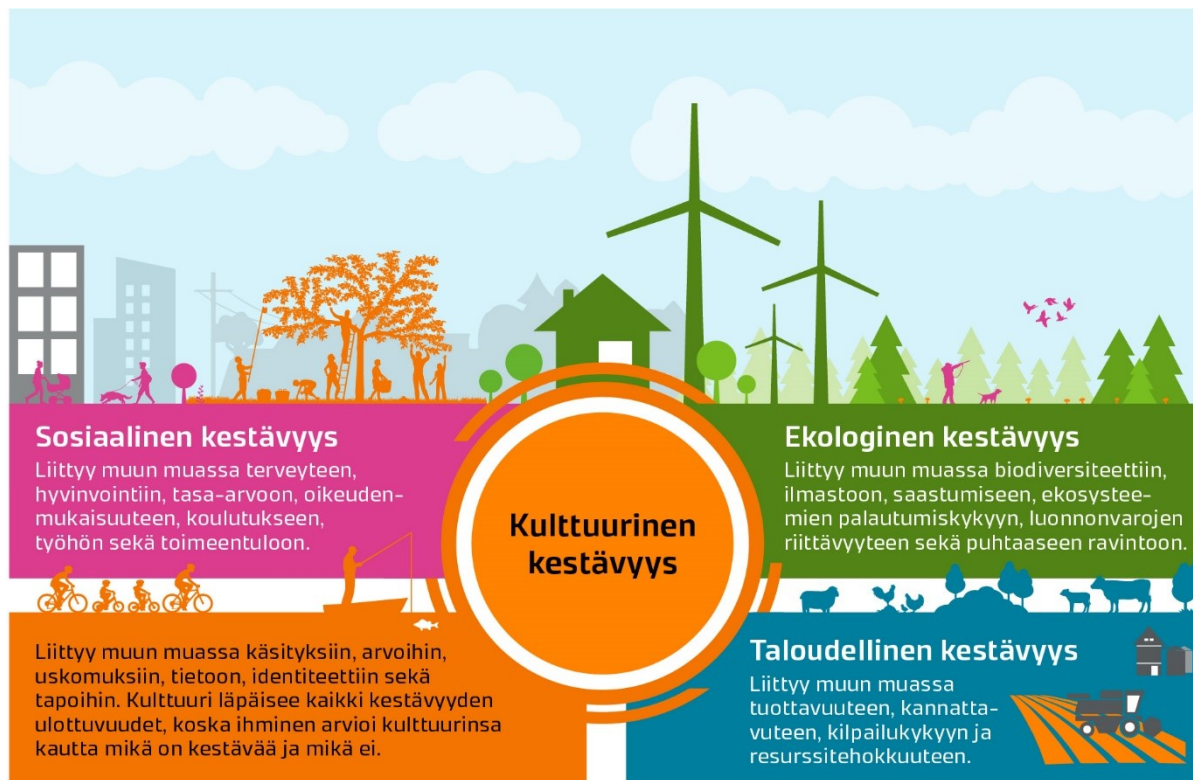 Sosiaalinen kestävyys
Liittyy muun muassa terveyteen,
hyvinvointiin, tasa-arvoon, oikeuden-
mukaisuuteen, koulutukseen,
työhön sekä toimeentuloon.
Ekologinen kestävyys
Liittyy muun muassa biodiversiteettiin,
ilmastoon, saastumiseen, ekosystee-
mien palautumiskykyyn, luonnonvarojen
riittävyyteen sekä puhtaaseen ravintoon.
Kulttuurinen
kestävyys
Liittyy muun muassa käsityksiin, arvoihin,
uskomuksiin, tietoon, identiteettiin sekä
tapoihin. Kulttuuri läpäisee kaikki kestävyyden
ulottuvuudet, koska ihminen arvioi kulttuurinsa
kautta mikä on kestävää ja mikä ei.
Taloudellinen kestävyys
Liittyy muun muassa
tuottavuuteen, kannatta-
vuteen, kilpailukykyyn ja
resurssitehokkuuteen.